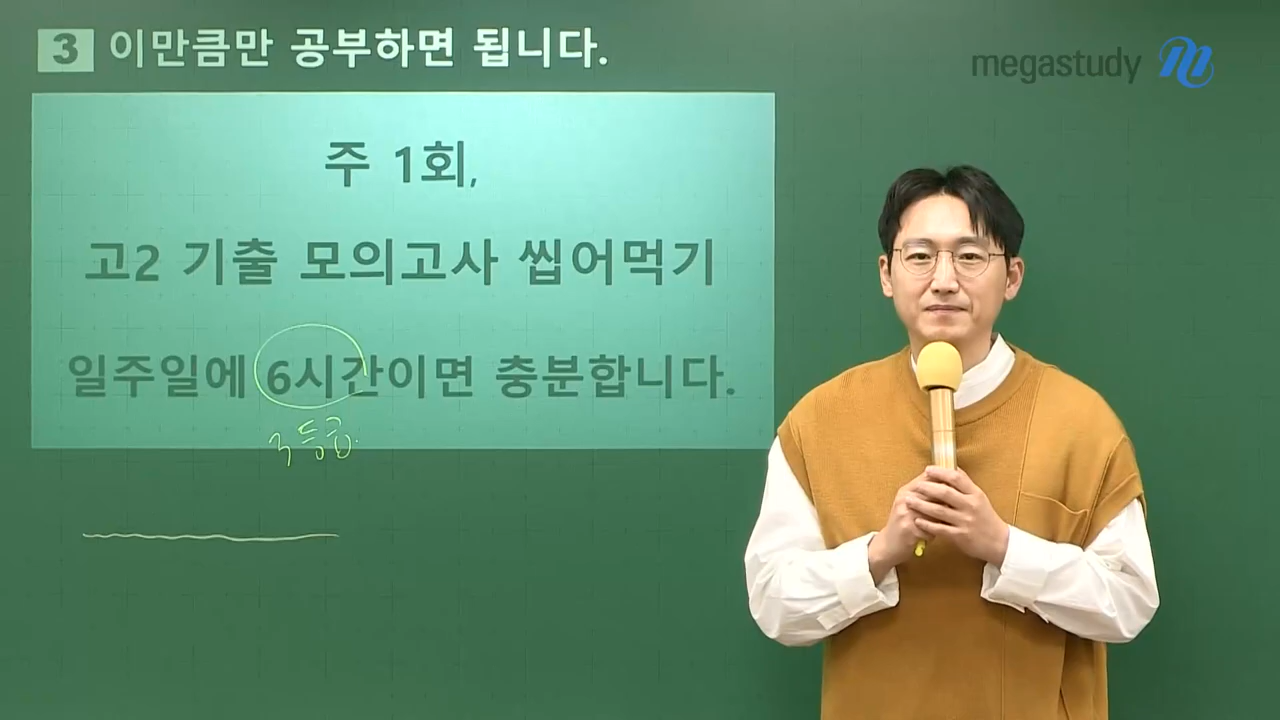 3 이만큼만 공부하면 됩니다.
megastudy
주 1회,
고2 기출 모의고사 씹어먹기
일주일에 6시간이면 충분합니다.
3등급.